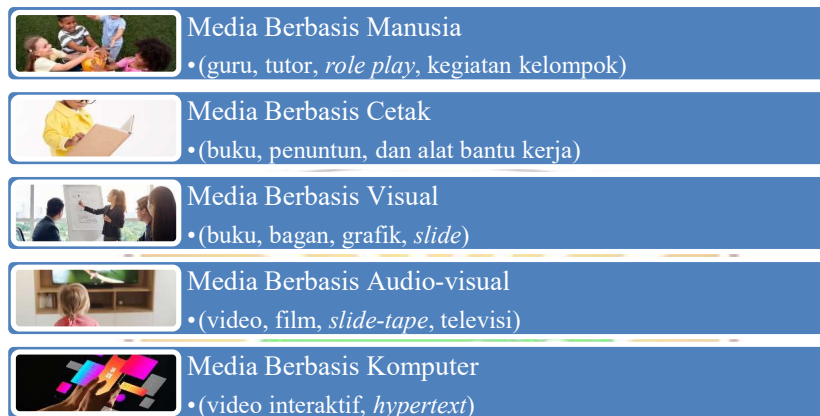 Media Berbasis Manusia
•(guru, tutor, role play, kegiatan kelompok)
Media Berbasis Cetak
•(buku, penuntun, dan alat bantu kerja)
Media Berbasis Visual
•(buku, bagan, grafik, slide)
Media Berbasis Audio-visual
•(video, film, slide-tape, televisi)
Media Berbasis Komputer
•(video interaktif, hypertext)